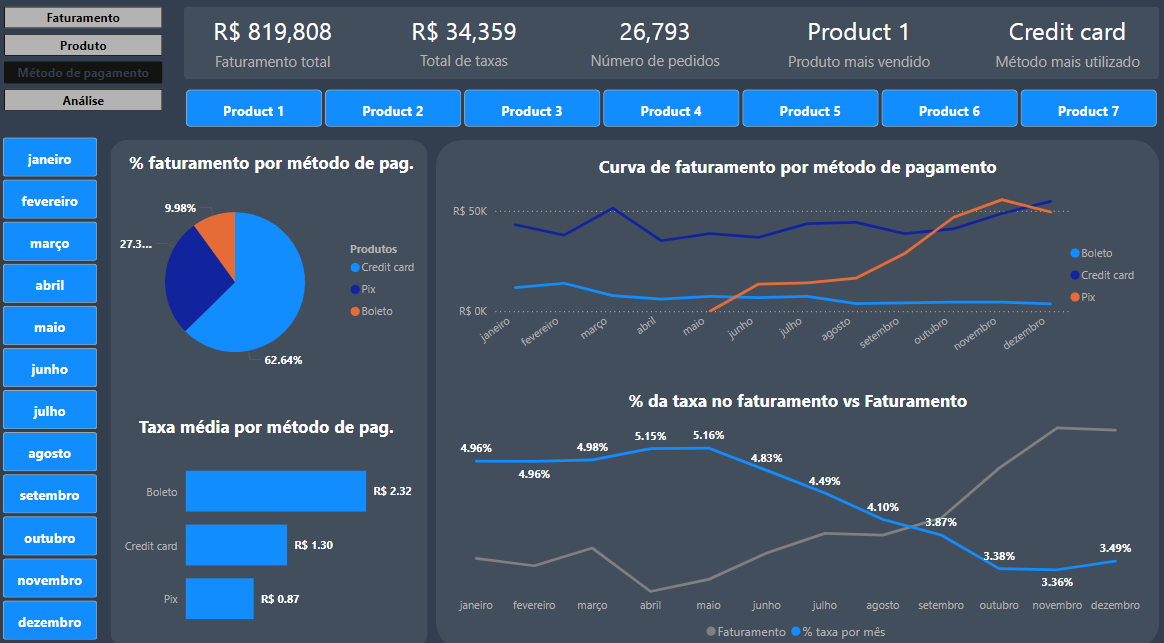 Faturamento
Produto
Método de pagamento
Análise
R$ 819,808
Faturamento total
R$ 34,359
Total de taxas
26,793
Número de pedidos
Product 1
Produto mais vendido
Credit card
Método mais utilizado
Product 1
Product 2
Product 3
Product 4
Product 5
Product 6
Product 7
janeiro
fevereiro
março
abril
maio
junho
julho
agosto
setembro
outubro
novembro
dezembro
% faturamento por método de pag.
9.98%
27.3...
62.64%
Produtos
Credit card
Pix
Boleto
Taxa média por método de pag.
Boleto
R$ 2.32
Credit card
R$ 1.30
Pix
R$ 0.87
Curva de faturamento por método de pagamento
R$ 50K
R$ 0K
janeiro
fevereiro
março
abril
maio
junho
julho
agosto
setembro
outubro
novembro
dezembro
Boleto
Credit card
Pix
% da taxa no faturamento vs Faturamento
4.96%
4.96%
4.98%
5.15%
5.16%
4.83%
4.49%
4.10%
3.87%
3.38%
3.36%
3.49%
janeiro
fevereiro
março
abril
maio
junho
julho
agosto
setembro
outubro
novembro
dezembro
Faturamento
% taxa por mês